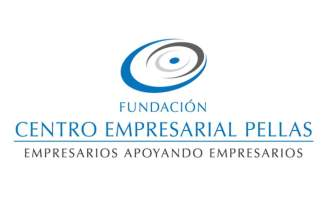 FUNDACIÓN
CENTRO EMPRESARIAL PELLAS
EMPRESARIOS APOYANDO EMPRESARIOS